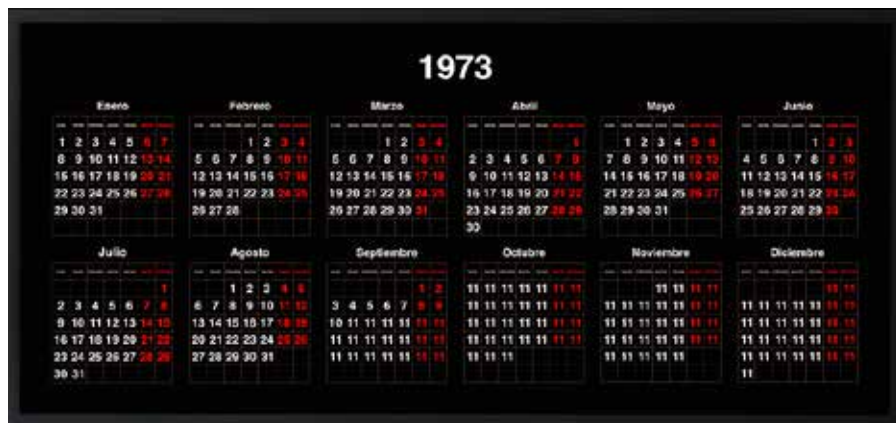 1973
Enero
1 2 3 4 5 6 7
8 9 10 11 12 13 14
15 16 17 18 19 20 21
22 23 24 25 26 27 28
29 30 31
Febrero
1 2 3 4
5 6 7 8 9 10 11
12 13 14 15 16 17 18
19 20 21 22 23 24 25
26 27 28
Marzo
1 2 3 4
5 6 7 8 9 10 11
12 13 14 15 16 17 18
19 20 21 22 23 24 25
26 27 28 29 30 31
Abril
1
2 3 4 5 6 7 8
9 10 11 12 13 14 15
16 17 18 19 20 21 22
23 24 25 26 27 28 29
30
Mayo
1 2 3 4 5 6
7 8 9 10 11 12 13
14 15 16 17 18 19 20
21 22 23 24 25 26 27
28 29 30 31
Junio
1 2 3
4 5 6 7 8 9 10
11 12 13 14 15 16 17
18 19 20 21 22 23 24
25 26 27 28 29 30
Julio
1
2 3 4 5 6 7 8
9 10 11 12 13 14 15
16 17 18 19 20 21 22
23 24 25 26 27 28 29
30 31
Agosto
1 2 3 4 5
6 7 8 9 10 11 12
13 14 15 16 17 18 19
20 21 22 23 24 25 26
27 28 29 30 31
Septiembre
1 2
3 4 5 6 7 8 9
10 11 11 11 11 11 11
11 11 11 11 11 11 11
11 11 11 11 11 11 11
Octubre
11 11 11 11 11 11 11
11 11 11 11 11 11 11
11 11 11 11 11 11 11
11 11 11 11 11 11 11
11 11 11
Noviembre
11 11 11 11
11 11 11 11 11 11 11
11 11 11 11 11 11 11
11 11 11 11 11 11 11
11 11 11 11 11
Diciembre
11 11
11 11 11 11 11 11 11
11 11 11 11 11 11 11
11 11 11 11 11 11 11
11 11 11 11 11 11 11
11